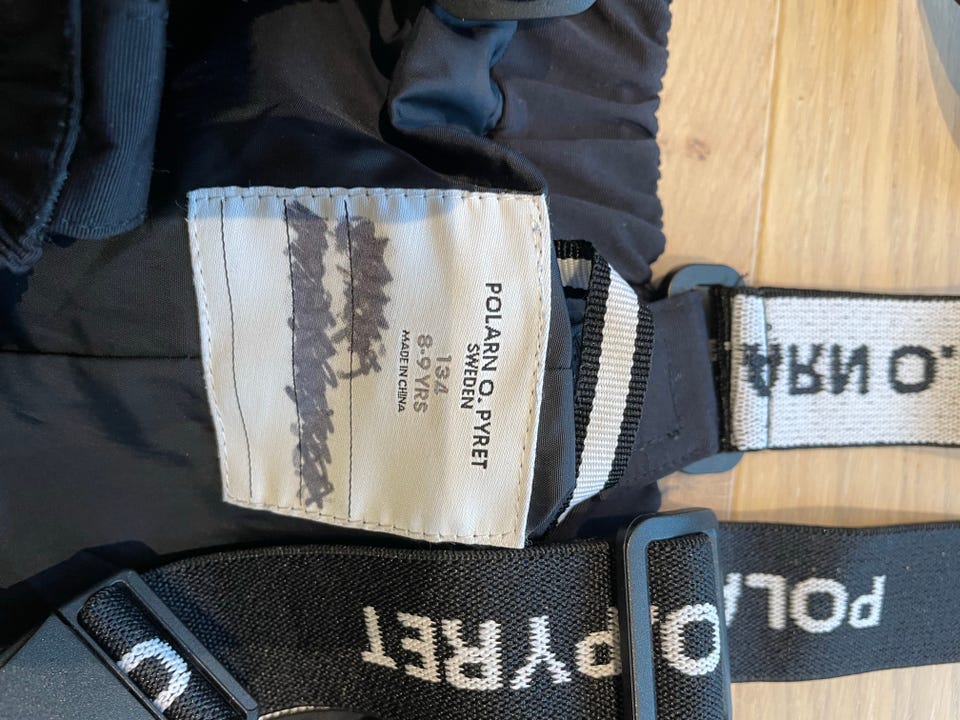 POLARN O. PYRET
SWEDEN
134
8-9 YRS
MADE IN CHINA
ARN O.
O. PYRET
POLA